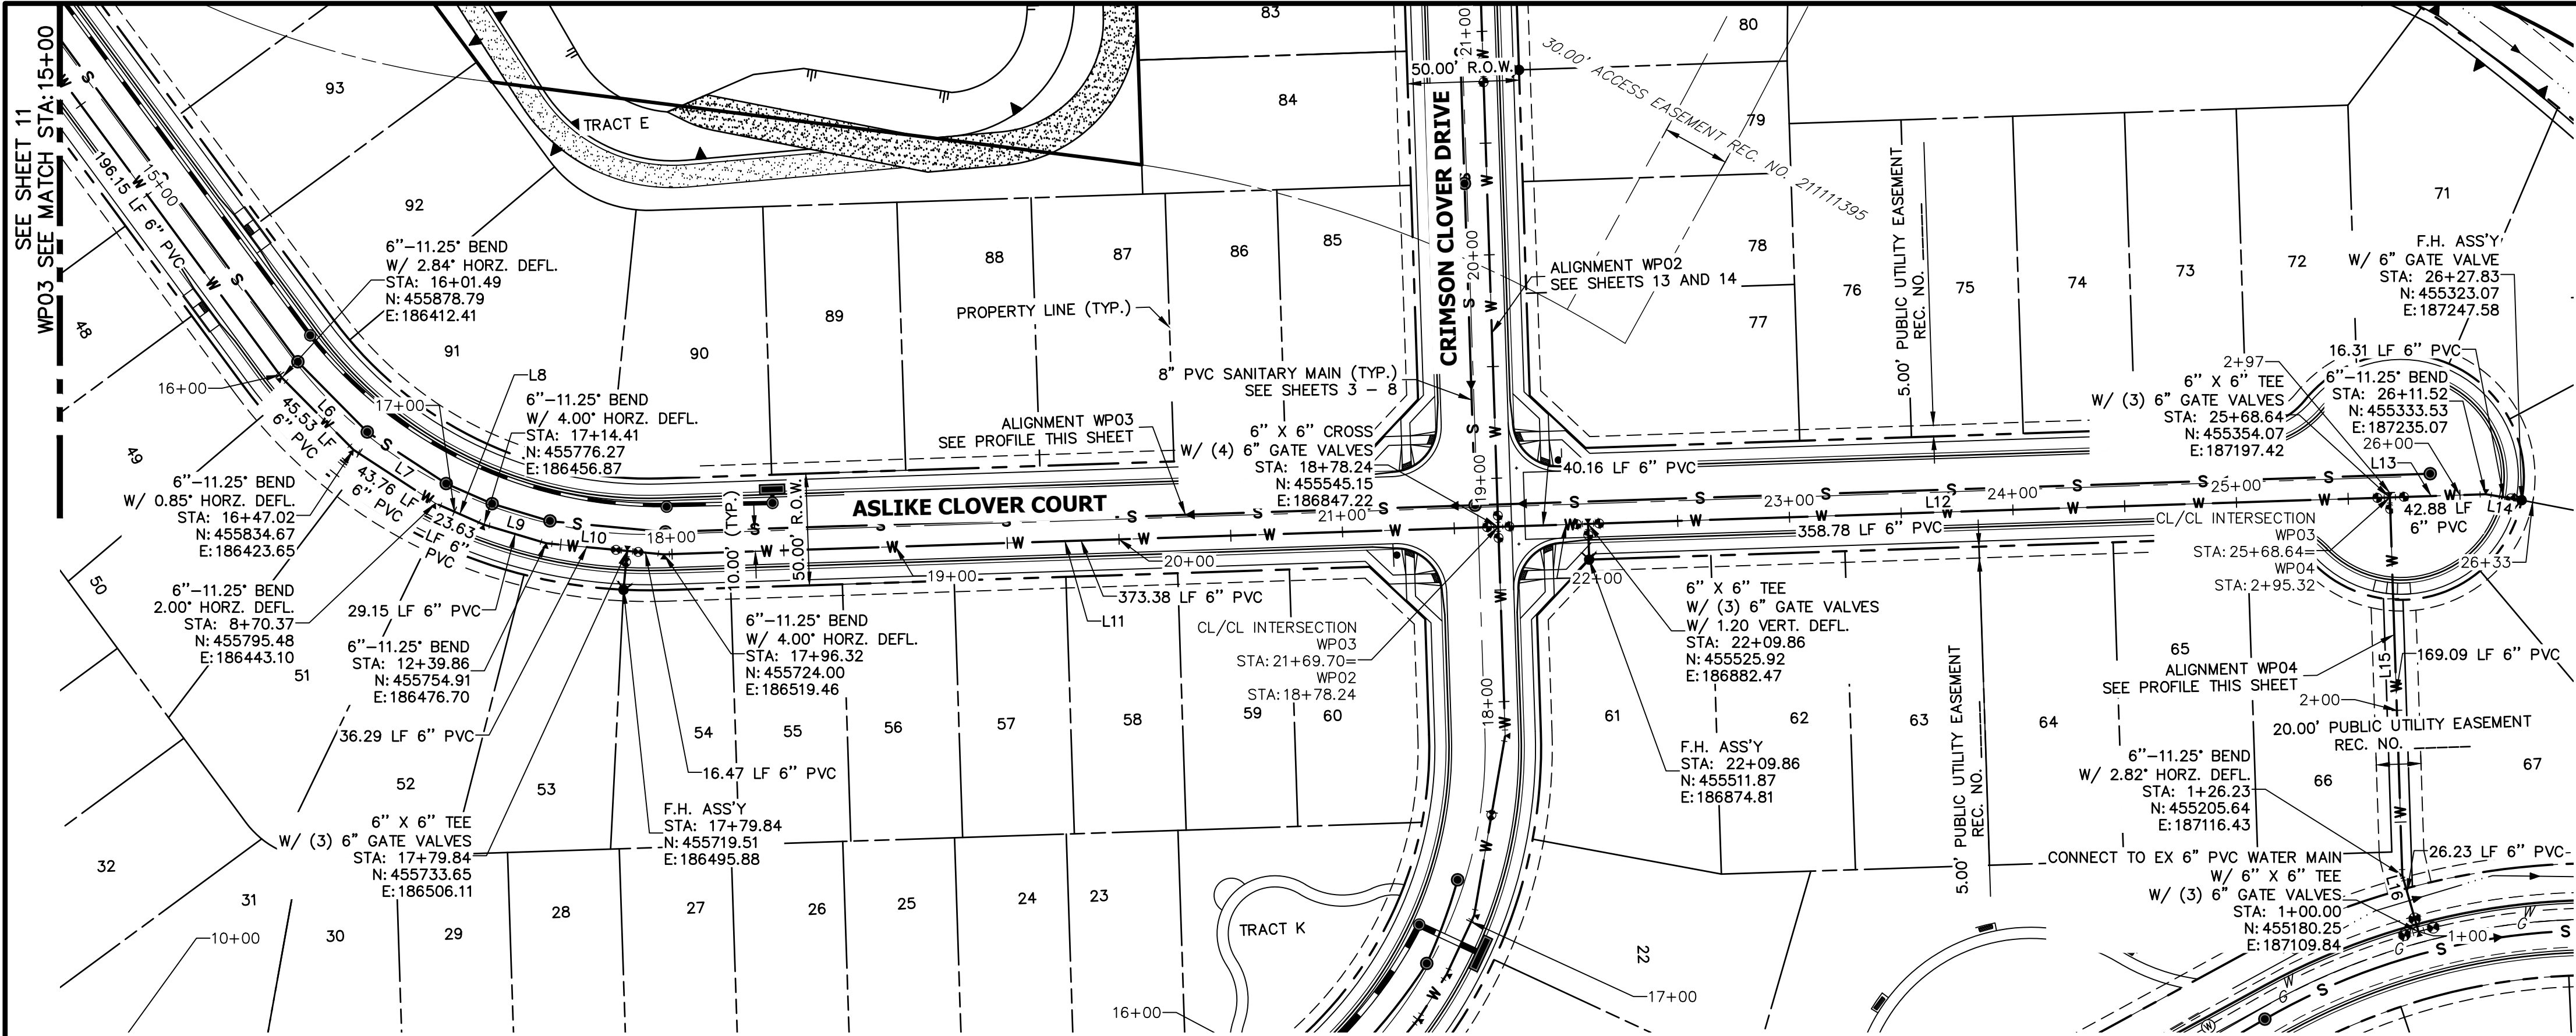 SEE SHEET 11
WP03 SEE MATCH STA: 15+00
93
TRACT E
83
84
80
79
50.00' R.O.W.
30.00' ACCESS EASEMENT REC. NO. 211111395
CRIMSON CLOVER DRIVE
21+00
20+00
19+00
18+00
92
196.15 LF 6" PVC
15+00
6"-11.25° BEND
W/ 2.84° HORZ. DEFL.
STA: 16+01.49
N: 455878.79
E:186412.41
48
91
90
89
88
87
86
85
PROPERTY LINE (TYP.)
ALIGNMENT WP02
SEE SHEETS 13 AND 14
78
77
76
75
74
73
72
71
5.00' PUBLIC UTILITY EASEMENT
REC. NO. ______
F.H. ASS'Y
W/ 6" GATE VALVE
STA: 26+27.83
N: 455323.07
E:187247.58
16+00
L8
17+00
6"-11.25° BEND
W/ 4.00° HORZ. DEFL.
STA: 17+14.41
N: 455776.27
E:186456.87
8" PVC SANITARY MAIN (TYP.)
SEE SHEETS 3 - 8
ALIGNMENT WP03
SEE PROFILE THIS SHEET
6" X 6" CROSS
W/ (4) 6" GATE VALVES
STA: 18+78.24
N: 455545.15
E:186847.22
40.16 LF 6" PVC
2+97
16.31 LF 6" PVC
6" X 6" TEE
W/ (3) 6" GATE VALVES
STA: 25+68.64
N: 455354.07
E:187197.42
6"-11.25° BEND
STA: 26+11.52
N: 455333.53
E:187235.07
26+00
L13
L6
45.53 LF
6" PVC
L7
43.76 LF
6" PVC
49
6"-11.25° BEND
W/ 0.85° HORZ. DEFL.
STA: 16+47.02
N: 455834.67
E:186423.65
23.63
LF 6"
PVC
L9
L10
18+00
10.00' (TYP.)
50.00' R.O.W.
ASLIKE CLOVER COURT
21+00
22+00
23+00
L12
24+00
25+00
358.78 LF 6" PVC
42.88 LF
6" PVC
L14
CL/CL INTERSECTION
WP03
STA: 25+68.64=
WP04
STA: 2+95.32
26+33
50
6"-11.25° BEND
2.00° HORZ. DEFL.
STA: 8+70.37
N: 455795.48
E:186443.10
51
29.15 LF 6" PVC
6"-11.25° BEND
STA: 12+39.86
N: 455754.91
E:186476.70
36.29 LF 6" PVC
19+00
20+00
373.38 LF 6" PVC
L11
CL/CL INTERSECTION
WP03
STA: 21+69.70=
WP02
STA: 18+78.24
6"-11.25° BEND
W/ 4.00° HORZ. DEFL.
STA: 17+96.32
N: 455724.00
E:186519.46
6" X 6" TEE
W/ (3) 6" GATE VALVES
W/ 1.20 VERT. DEFL.
STA: 22+09.86
N: 455525.92
E:186882.47
5.00' PUBLIC UTILITY EASEMENT
REC. NO. ______
65
ALIGNMENT WP04
SEE PROFILE THIS SHEET
L15
169.09 LF 6" PVC
2+00
20.00' PUBLIC UTILITY EASEMENT
REC. NO. ______
52
53
54
55
56
57
58
59
60
61
62
63
64
66
67
16.47 LF 6" PVC
F.H. ASS'Y
STA: 17+79.84
N: 455719.51
E:186495.88
6" X 6" TEE
W/ (3) 6" GATE VALVES
STA: 17+79.84
N: 455733.65
E:186506.11
F.H. ASS'Y
STA: 22+09.86
N: 455511.87
E:186874.81
6"-11.25° BEND
W/ 2.82° HORZ. DEFL.
STA: 1+26.23
N: 455205.64
E:187116.43
CONNECT TO EX 6" PVC WATER MAIN
W/ 6" X 6" TEE
W/ (3) 6" GATE VALVES
STA: 1+00.00
N: 455180.25
E:187109.84
26.23 LF 6" PVC
L16
1+00
32
31
30
29
28
27
26
25
24
23
22
10+00
TRACT K
16+00
17+00